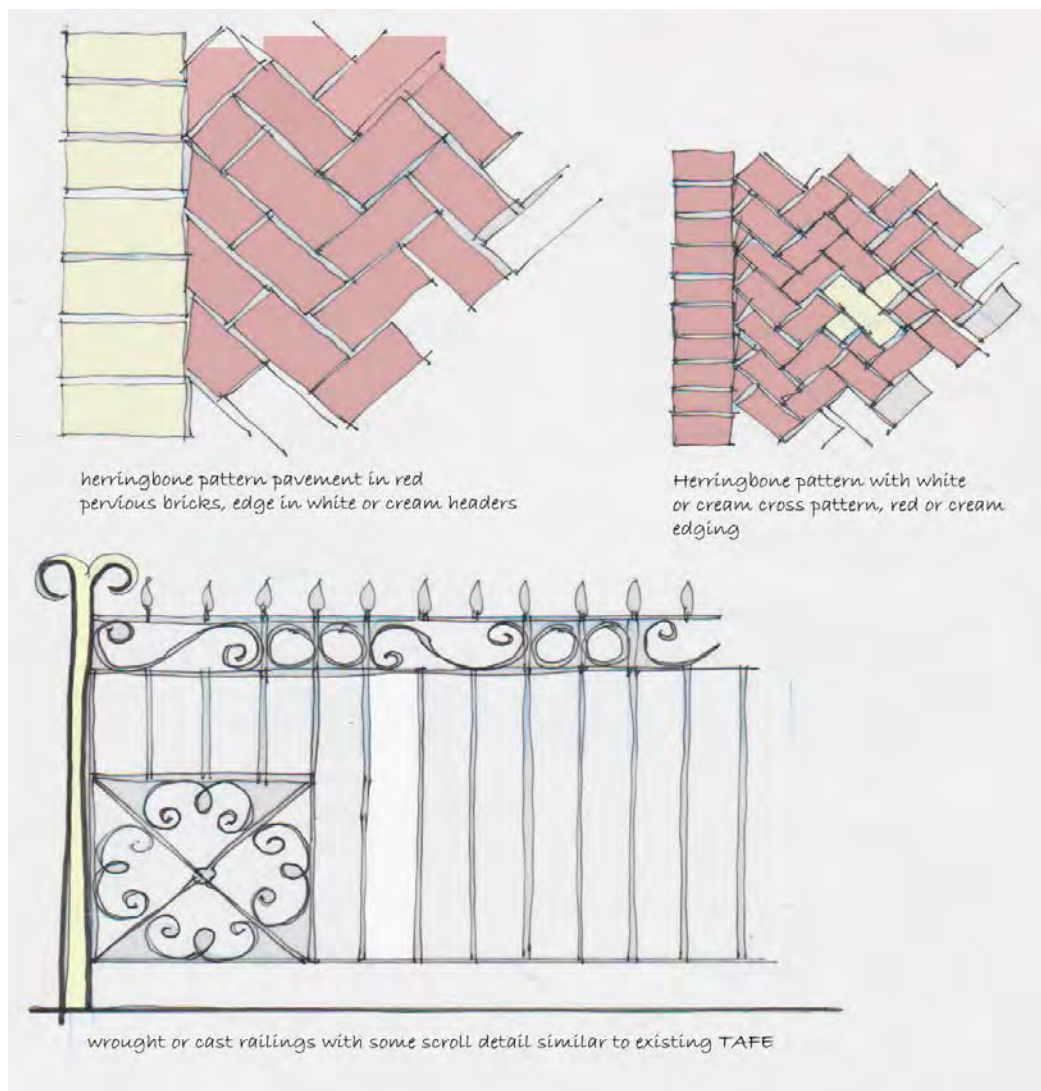 herringbone pattern pavement in red
pervious bricks, edge in white or cream headers
Herringbone pattern with white
or cream cross pattern, red or cream
edging
wrought or cast railings with some scroll detail similar to existing TAFE